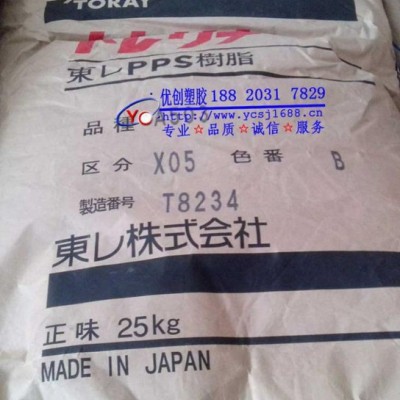 TORAY
トレリナ
東レPPS樹脂
优创塑胶 188 2031 7829
YC Http://www.ycsj1688.com
专业☆品质☆诚信☆服务
品種
区分 X05 色番 B
製造番号 T8234
東レ株式会社
正味 25kg
MADE IN JAPAN